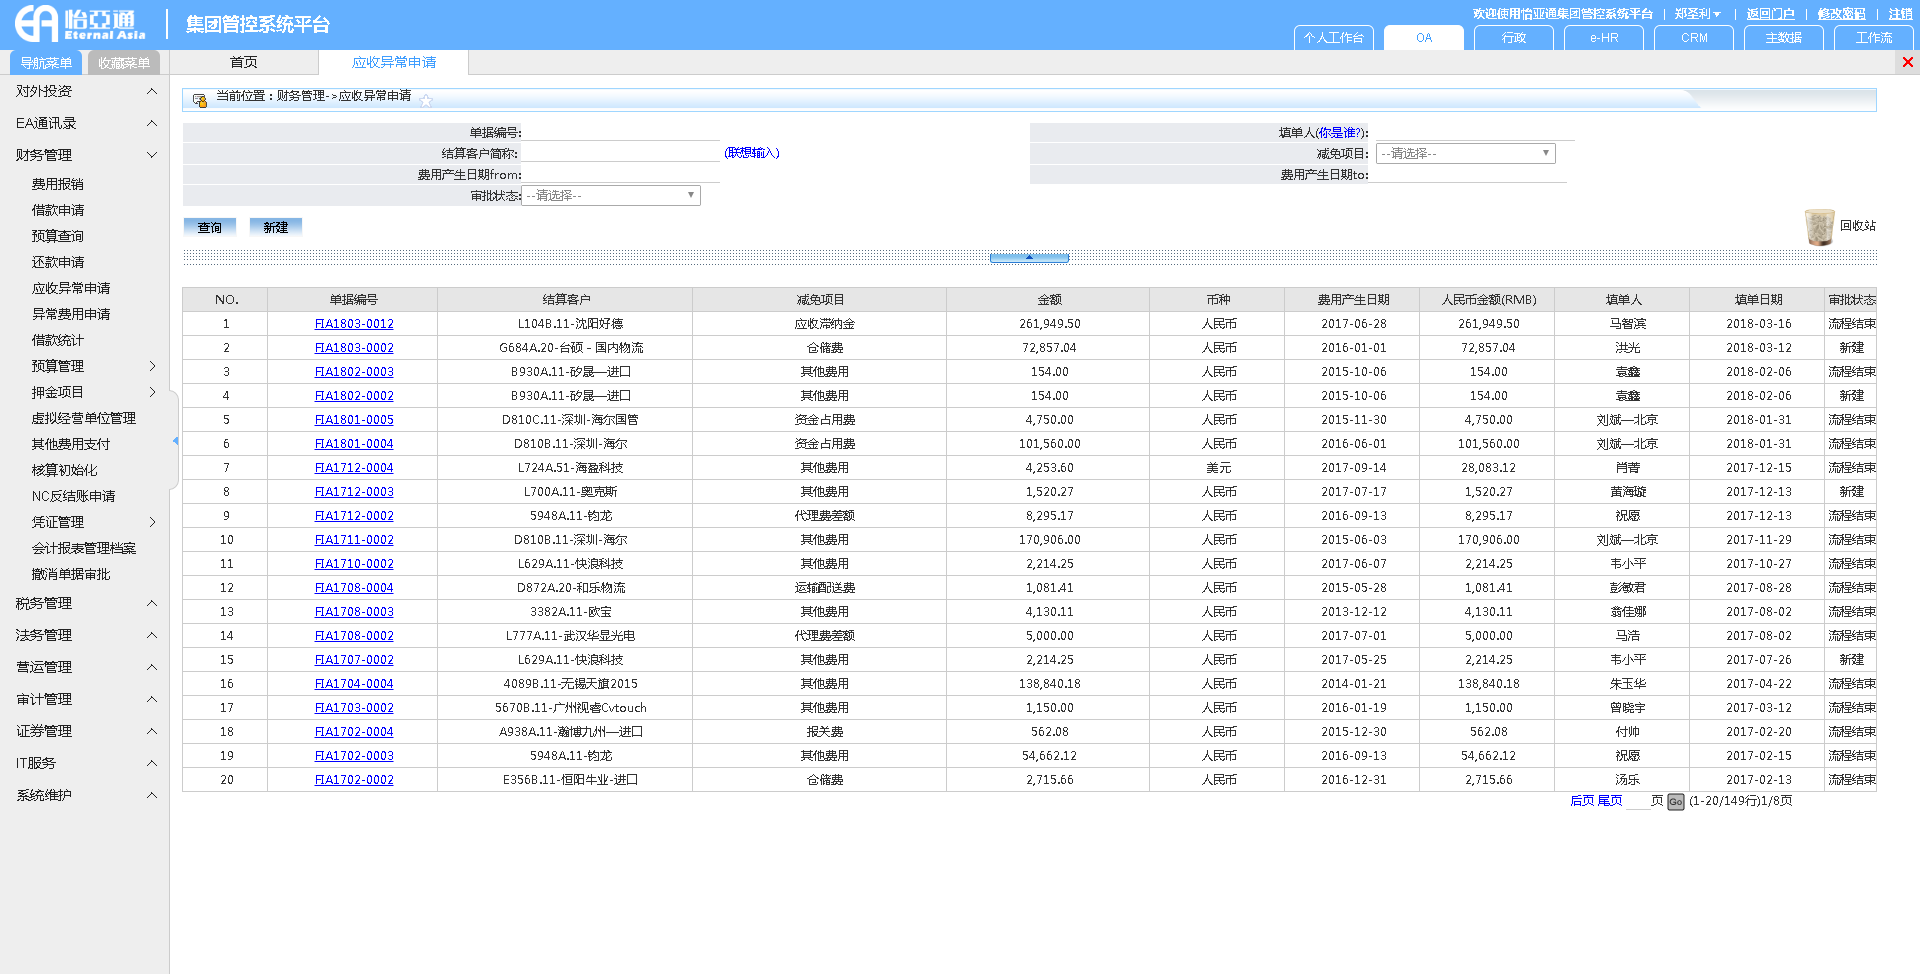 怡亞通 Eternal Asia 集团管控系统平台
欢迎使用怡亚通集团管控系统平台 | 郑圣利 | 返回门户 | 修改密码 | 注销
个人工作台 OA 行政 e-HR CRM 主数据 工作流
导航菜单 收藏菜单 首页 应收异常申请
对外投资
EA通讯录
财务管理
费用报销
借款申请
预算查询
还款申请
应收异常申请
异常费用申请
借款统计
预算管理
押金项目
虚拟经营单位管理
其他费用支付
核算初始化
NC反结账申请
凭证管理
会计报表管理档案
撤消单据审批
税务管理
法务管理
营运管理
审计管理
证券管理
IT服务
系统维护
当前位置：财务管理->应收异常申请
单据编号: 填单人(你是谁?):
结算客户简称: (联想输入) 减免项目: --请选择--
费用产生日期from: 费用产生日期to:
审批状态: --请选择--
查询 新建 回收站
NO. 单据编号 结算客户 减免项目 金额 币种 费用产生日期 人民币金额(RMB) 填单人 填单日期 审批状态
1 FIA1803-0012 L104B.11-沈阳好德 应收滞纳金 261,949.50 人民币 2017-06-28 261,949.50 马智滨 2018-03-16 流程结束
2 FIA1803-0002 G684A.20-台硕－国内物流 仓储费 72,857.04 人民币 2016-01-01 72,857.04 洪光 2018-03-12 新建
3 FIA1802-0003 B930A.11-矽晟—进口 其他费用 154.00 人民币 2015-10-06 154.00 袁鑫 2018-02-06 流程结束
4 FIA1802-0002 B930A.11-矽晟—进口 其他费用 154.00 人民币 2015-10-06 154.00 袁鑫 2018-02-06 新建
5 FIA1801-0005 D810C.11-深圳-海尔国管 资金占用费 4,750.00 人民币 2015-11-30 4,750.00 刘斌—北京 2018-01-31 流程结束
6 FIA1801-0004 D810B.11-深圳-海尔 资金占用费 101,560.00 人民币 2016-06-01 101,560.00 刘斌—北京 2018-01-31 流程结束
7 FIA1712-0004 L724A.51-海盈科技 其他费用 4,253.60 美元 2017-09-14 28,083.12 肖菁 2017-12-15 流程结束
8 FIA1712-0003 L700A.11-奥克斯 其他费用 1,520.27 人民币 2017-07-17 1,520.27 黄海璇 2017-12-13 新建
9 FIA1712-0002 5948A.11-钧龙 代理费差额 8,295.17 人民币 2016-09-13 8,295.17 祝愿 2017-12-13 流程结束
10 FIA1711-0002 D810B.11-深圳-海尔 其他费用 170,906.00 人民币 2015-06-03 170,906.00 刘斌—北京 2017-11-29 流程结束
11 FIA1710-0002 L629A.11-快浪科技 其他费用 2,214.25 人民币 2017-06-07 2,214.25 韦小平 2017-10-27 流程结束
12 FIA1708-0004 D872A.20-和乐物流 运输配送费 1,081.41 人民币 2015-05-28 1,081.41 彭敏君 2017-08-28 流程结束
13 FIA1708-0003 3382A.11-欧宝 其他费用 4,130.11 人民币 2013-12-12 4,130.11 翁佳娜 2017-08-02 流程结束
14 FIA1708-0002 L777A.11-武汉华显光电 代理费差额 5,000.00 人民币 2017-07-01 5,000.00 马浩 2017-08-02 流程结束
15 FIA1707-0002 L629A.11-快浪科技 其他费用 2,214.25 人民币 2017-05-25 2,214.25 韦小平 2017-07-26 新建
16 FIA1704-0004 4089B.11-无锡天旗2015 其他费用 138,840.18 人民币 2014-01-21 138,840.18 朱玉华 2017-04-22 流程结束
17 FIA1703-0002 5670B.11-广州视睿Cvtouch 其他费用 1,150.00 人民币 2016-01-19 1,150.00 曾晓宇 2017-03-12 流程结束
18 FIA1702-0004 A938A.11-瀚博九州—进口 报关费 562.08 人民币 2015-12-30 562.08 付帅 2017-02-20 流程结束
19 FIA1702-0003 5948A.11-钧龙 其他费用 54,662.12 人民币 2016-09-13 54,662.12 祝愿 2017-02-15 流程结束
20 FIA1702-0002 E356B.11-恒阳牛业-进口 仓储费 2,715.66 人民币 2016-12-31 2,715.66 汤乐 2017-02-13 流程结束
后页 尾页 页 Go (1-20/149行)1/8页